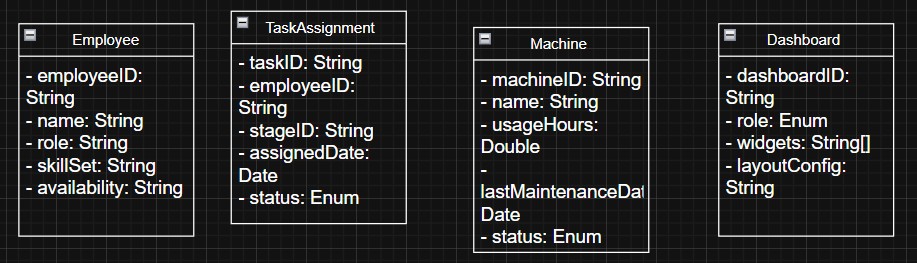 Employee
- employeeID:
String
- name: String
- role: String
- skillSet: String
- availability: String
TaskAssignment
- taskID: String
- employeeID:
String
- stageID: String
- assignedDate:
Date
- status: Enum
Machine
- machineID: String
- name: String
- usageHours:
Double
-
lastMaintenanceDat
Date
- status: Enum
Dashboard
- dashboardID:
String
- role: Enum
- widgets: String[]
- layoutConfig:
String